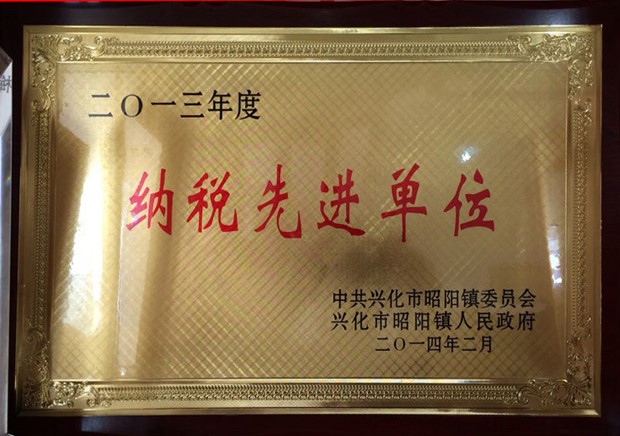 二〇一三年度
纳税先进单位
中共兴化市昭阳镇委员会
兴化市昭阳镇人民政府
二〇一四年二月